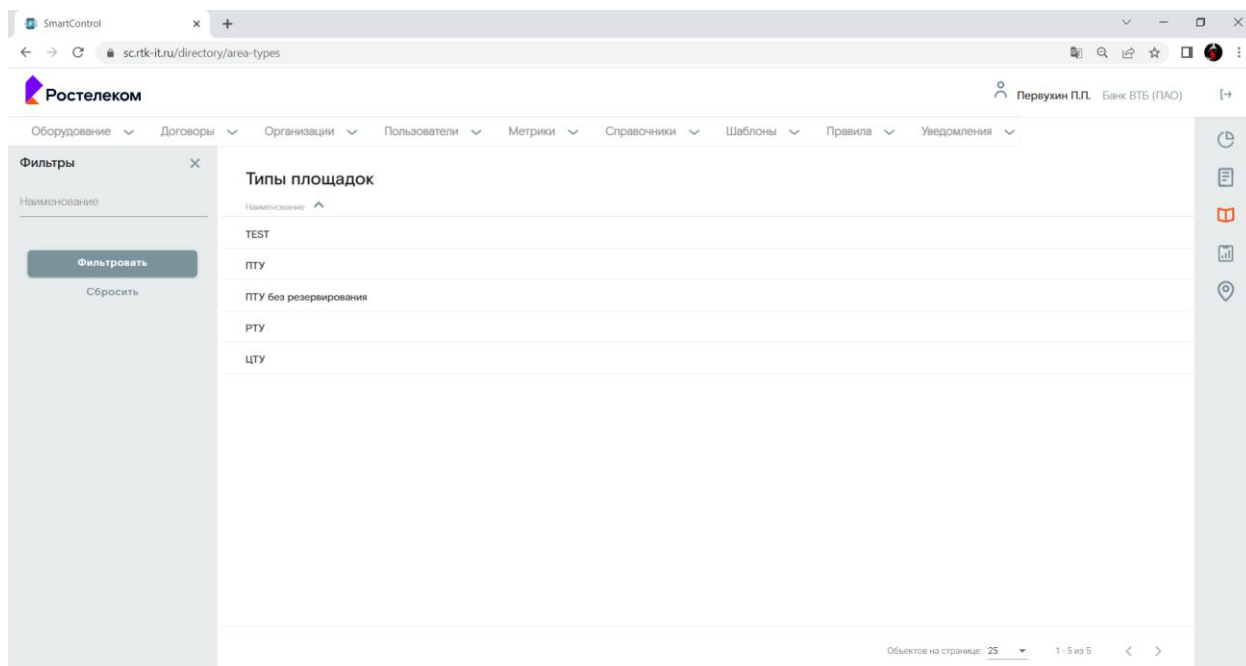 SmartControl
sc.rtk-it.ru/directory/area-types
Ростелеком
Первухин П.П. Банк ВТБ (ПАО)
Оборудование Договоры Организации Пользователи Метрики Справочники Шаблоны Правила Уведомления
Фильтры
Наименование
Фильтровать
Сбросить
Типы площадок
Наименование
TEST
ПТУ
ПТУ без резервирования
РТУ
ЦТУ
Объектов на странице: 25 1 - 5 из 5